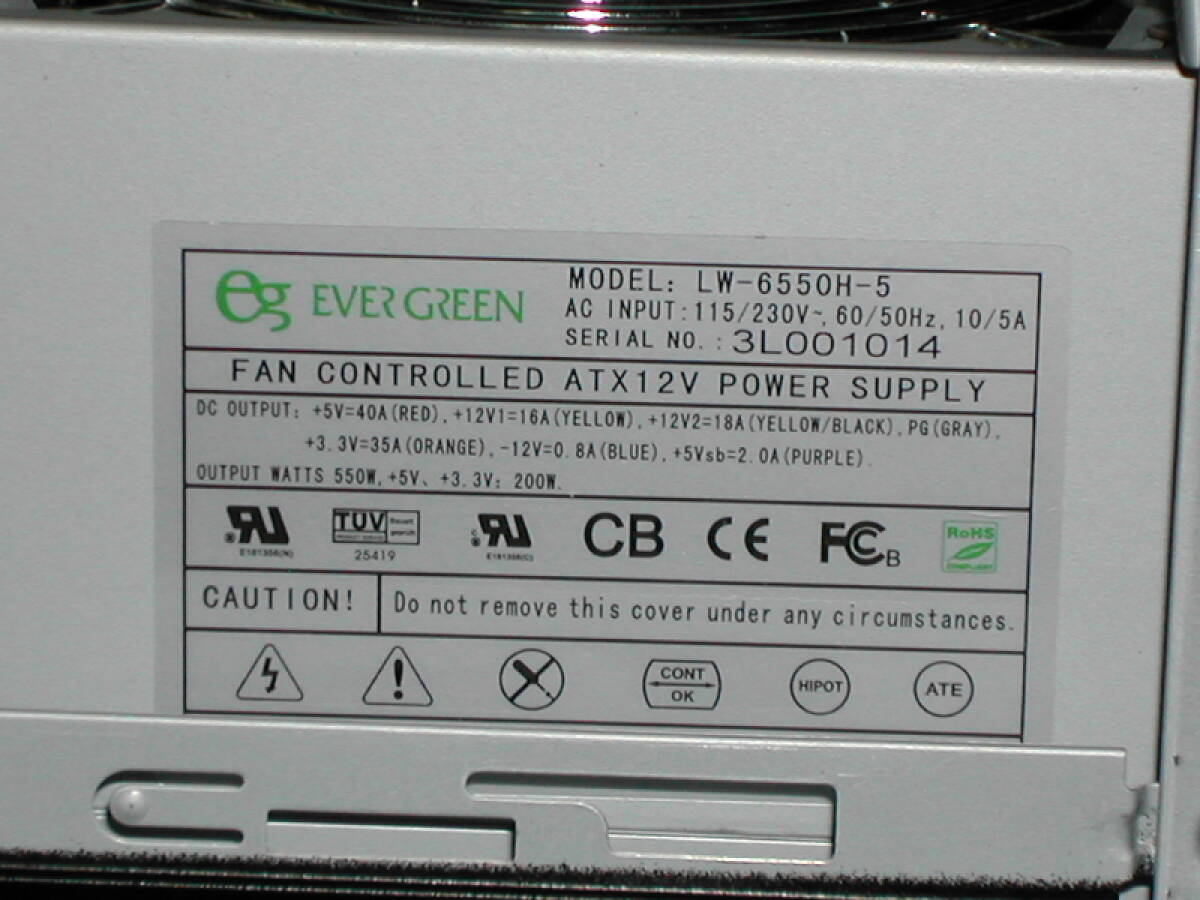 eg EVER GREEN
MODEL: LW-6550H-5
AC INPUT: 115/230V~, 60/50Hz, 10/5A
SERIAL NO. : 3L001014
FAN CONTROLLED ATX12V POWER SUPPLY
DC OUTPUT: +5V=40A(RED), +12V1=16A(YELLOW), +12V2=18A(YELLOW/BLACK), PG(GRAY),
+3.3V=35A(ORANGE), -12V=0.8A(BLUE), +5Vsb=2.0A(PURPLE).
OUTPUT WATTS 550W, +5V、+3.3V: 200W.
TUV
25419
CB CE FC B
RoHS
COMPLIANT
CAUTION! Do not remove this cover under any circumstances.
CONT
OK
HIPOT
ATE